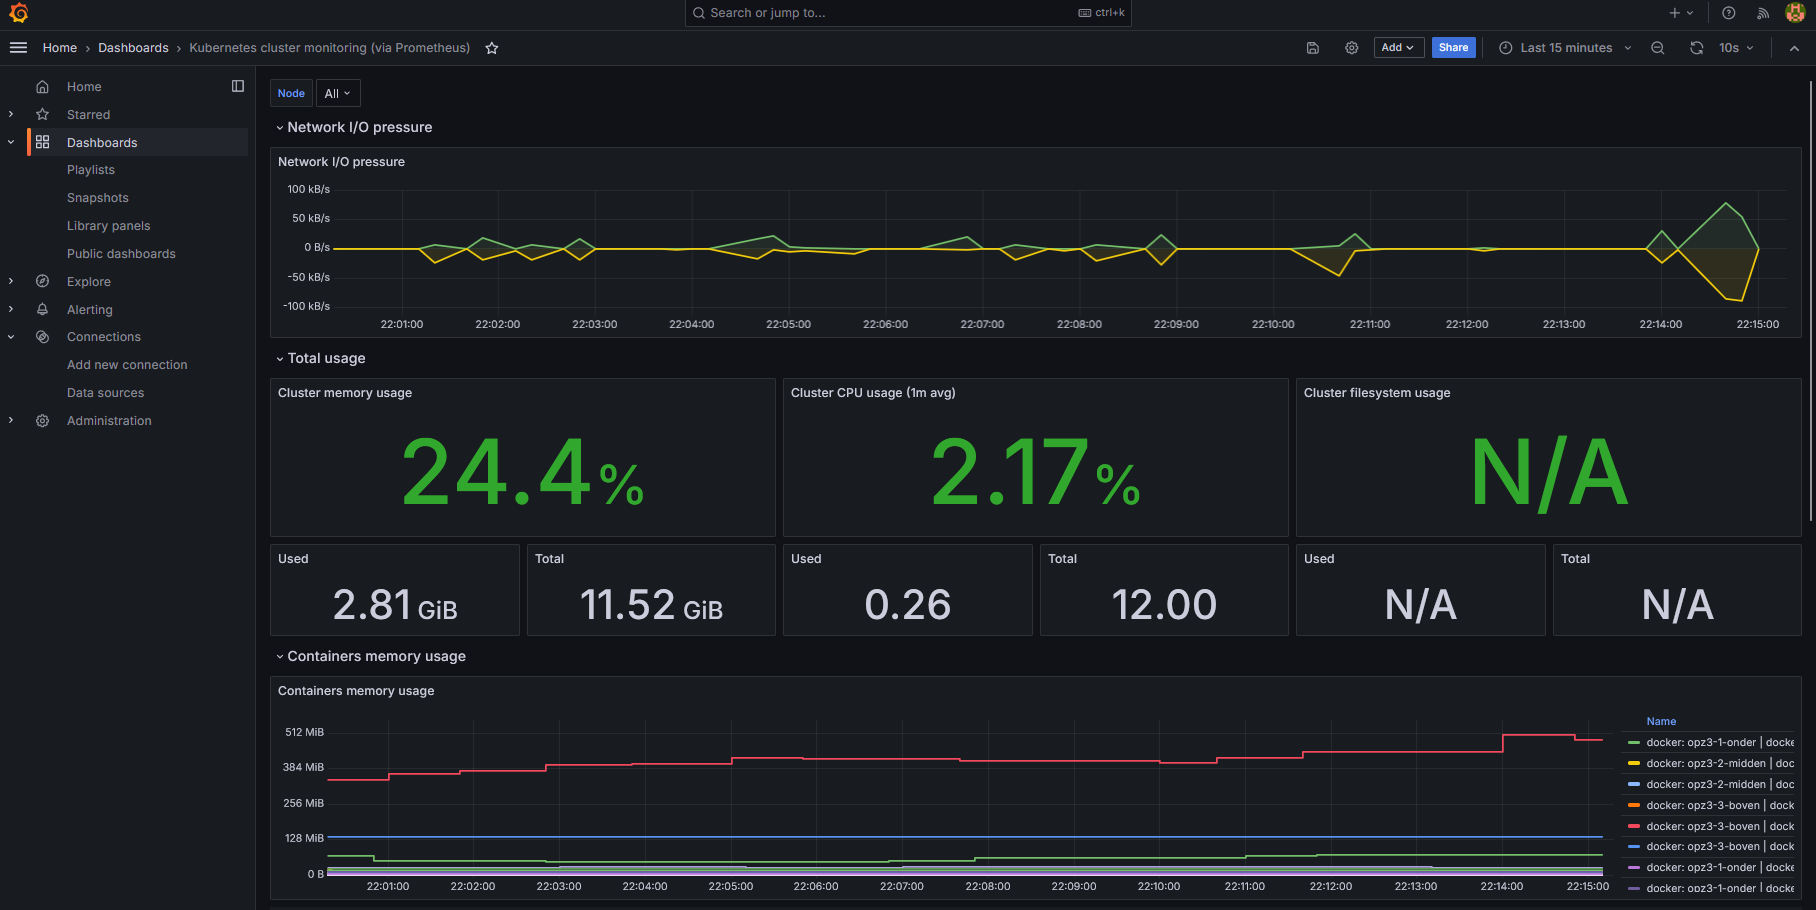 Search or jump to...
ctrl+k
Home
Dashboards
Kubernetes cluster monitoring (via Prometheus)
Add
Share
Last 15 minutes
10s
Home
Starred
Dashboards
Playlists
Snapshots
Library panels
Public dashboards
Explore
Alerting
Connections
Add new connection
Data sources
Administration
Node
All
Network I/O pressure
Network I/O pressure
100 kB/s
50 kB/s
0 B/s
-50 kB/s
-100 kB/s
22:01:00 22:02:00 22:03:00 22:04:00 22:05:00 22:06:00 22:07:00 22:08:00 22:09:00 22:10:00 22:11:00 22:12:00 22:13:00 22:14:00 22:15:00
Total usage
Cluster memory usage
24.4%
Cluster CPU usage (1m avg)
2.17%
Cluster filesystem usage
N/A
Used
2.81 GiB
Total
11.52 GiB
Used
0.26
Total
12.00
Used
N/A
Total
N/A
Containers memory usage
Containers memory usage
512 MiB
384 MiB
256 MiB
128 MiB
0 B
22:01:00 22:02:00 22:03:00 22:04:00 22:05:00 22:06:00 22:07:00 22:08:00 22:09:00 22:10:00 22:11:00 22:12:00 22:13:00 22:14:00 22:15:00
Name
docker: opz3-1-onder | docke
docker: opz3-2-midden | doc
docker: opz3-2-midden | doc
docker: opz3-3-boven | dock
docker: opz3-3-boven | dock
docker: opz3-3-boven | dock
docker: opz3-1-onder | docke
docker: opz3-1-onder | docke